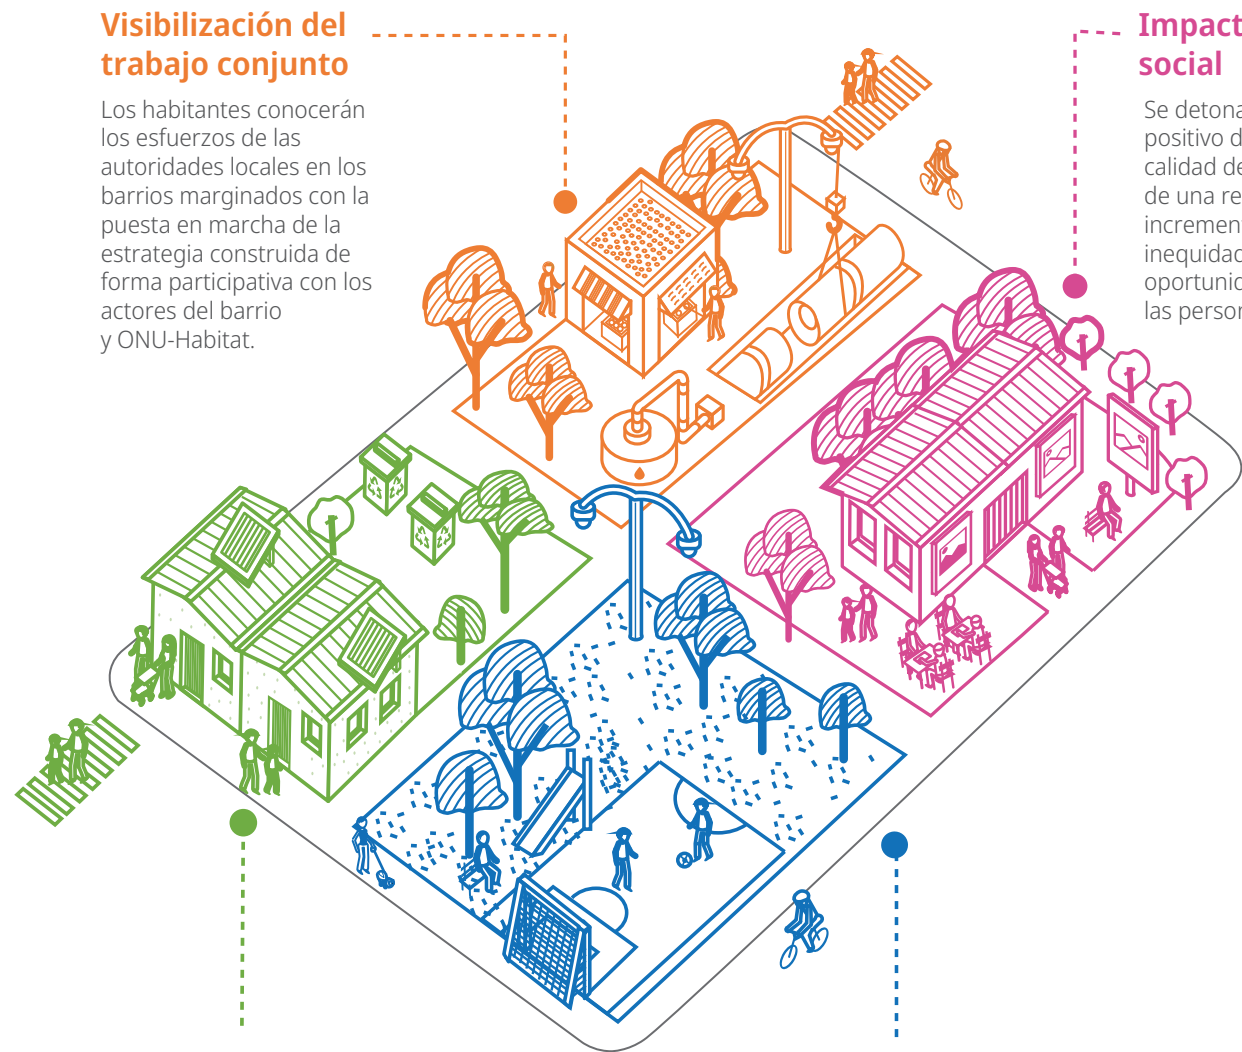 Visibilización del
trabajo conjunto
Los habitantes conocerán
los esfuerzos de las
autoridades locales en los
barrios marginados con la
puesta en marcha de la
estrategia construida de
forma participativa con los
actores del barrio
y ONU-Habitat.
Impact
social
Se detona
positivo d
calidad de
de una re
increment
inequidad
oportunid
las person